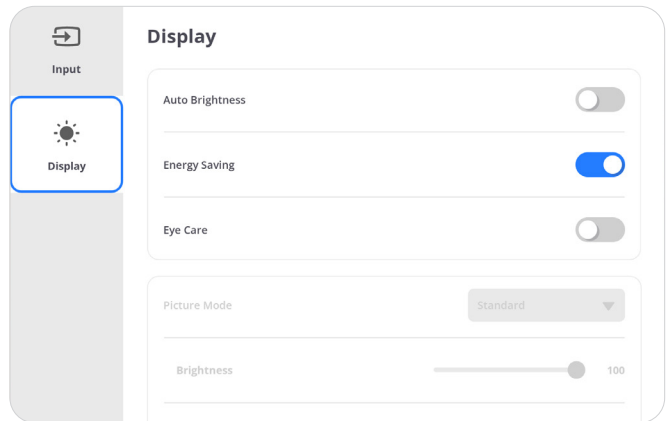 Input
Display
Display
Auto Brightness
Energy Saving
Eye Care
Picture Mode
Standard
Brightness
100